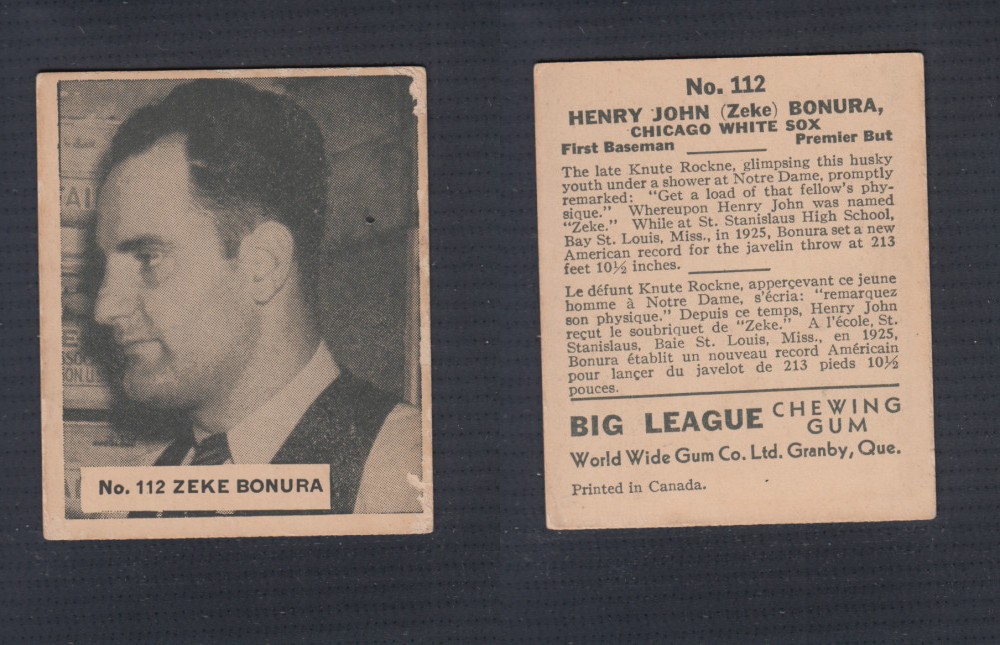 No. 112 ZEKE BONURA
No. 112
HENRY JOHN (Zeke) BONURA,
CHICAGO WHITE SOX
First Baseman Premier But
The late Knute Rockne, glimpsing this husky
youth under a shower at Notre Dame, promptly
remarked: "Get a load of that fellow's phy-
sique." Whereupon Henry John was named
"Zeke." While at St. Stanislaus High School,
Bay St. Louis, Miss., in 1925, Bonura set a new
American record for the javelin throw at 213
feet 10½ inches.
Le défunt Knute Rockne, apperçevant ce jeune
homme à Notre Dame, s'écria: "remarquez
son physique." Depuis ce temps, Henry John
reçut le soubriquet de "Zeke." A l'école, St.
Stanislaus, Baie St. Louis, Miss., en 1925,
Bonura établit un nouveau record Américain
pour lançer du javelot de 213 pieds 10½
pouces.
BIG LEAGUE CHEWING
GUM
World Wide Gum Co. Ltd. Granby, Que.
Printed in Canada.